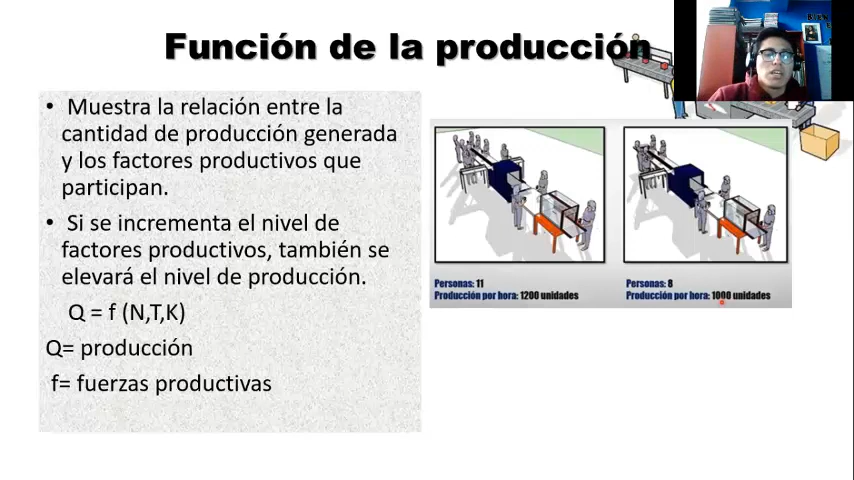 Función de la producción
• Muestra la relación entre la
cantidad de producción generada
y los factores productivos que
participan.
• Si se incrementa el nivel de
factores productivos, también se
elevará el nivel de producción.
Q = f (N,T,K)
Q= producción
f= fuerzas productivas
Personas: 11
Producción por hora: 1200 unidades
Personas: 8
Producción por hora: 1000 unidades